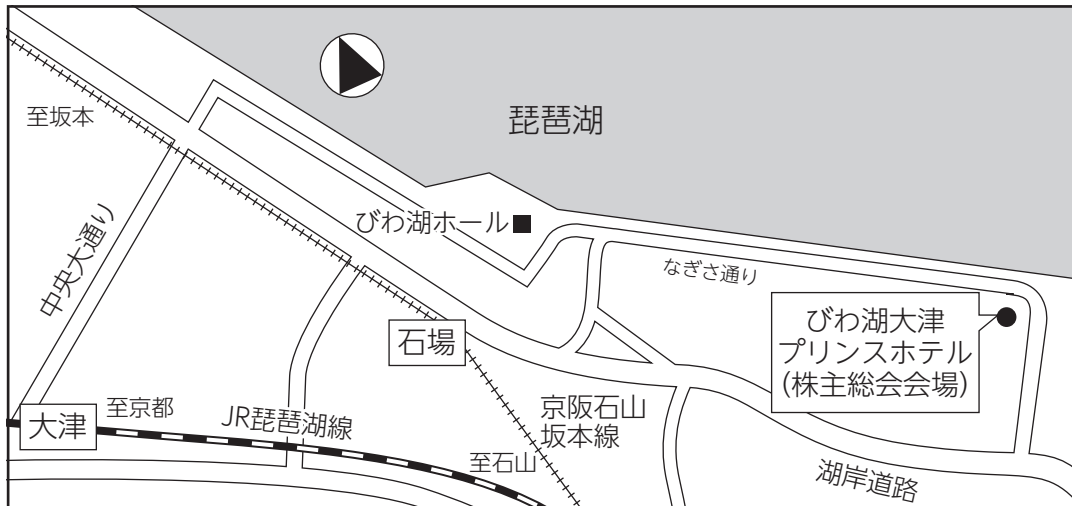 琵琶湖
至坂本
びわ湖ホール
中央大通り
なぎさ通り
びわ湖大津
プリンスホテル
(株主総会会場)
石場
大津
至京都
JR琵琶湖線
京阪石山
坂本線
至石山
湖岸道路